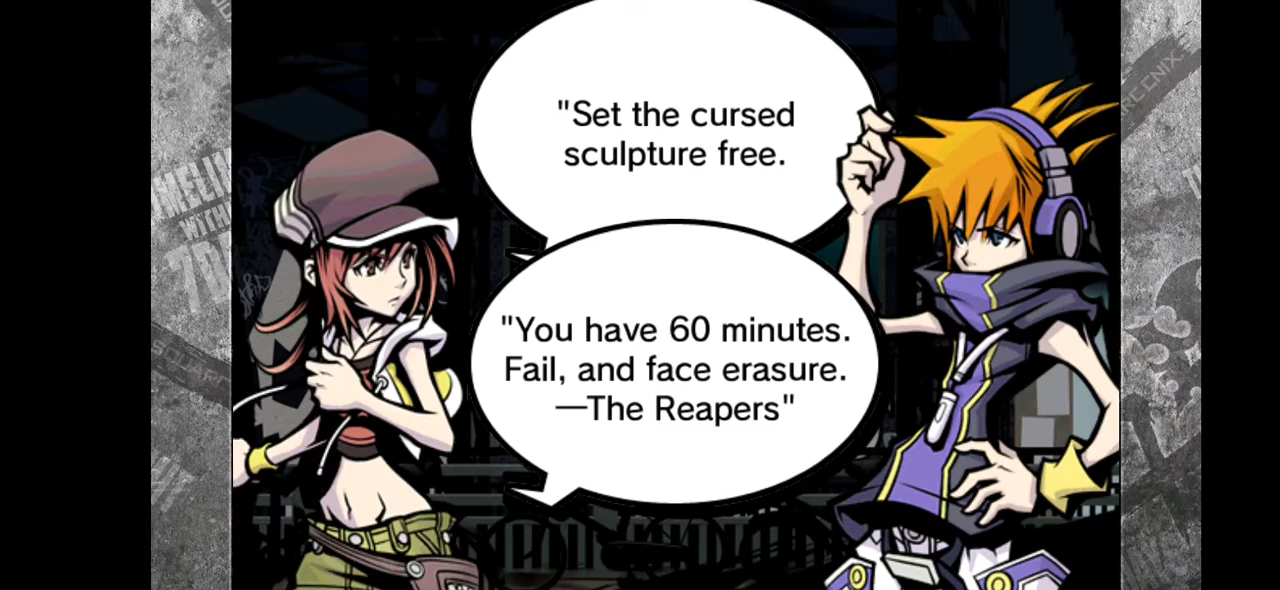 "Set the cursed
sculpture free.
"You have 60 minutes.
Fail, and face erasure.
—The Reapers"